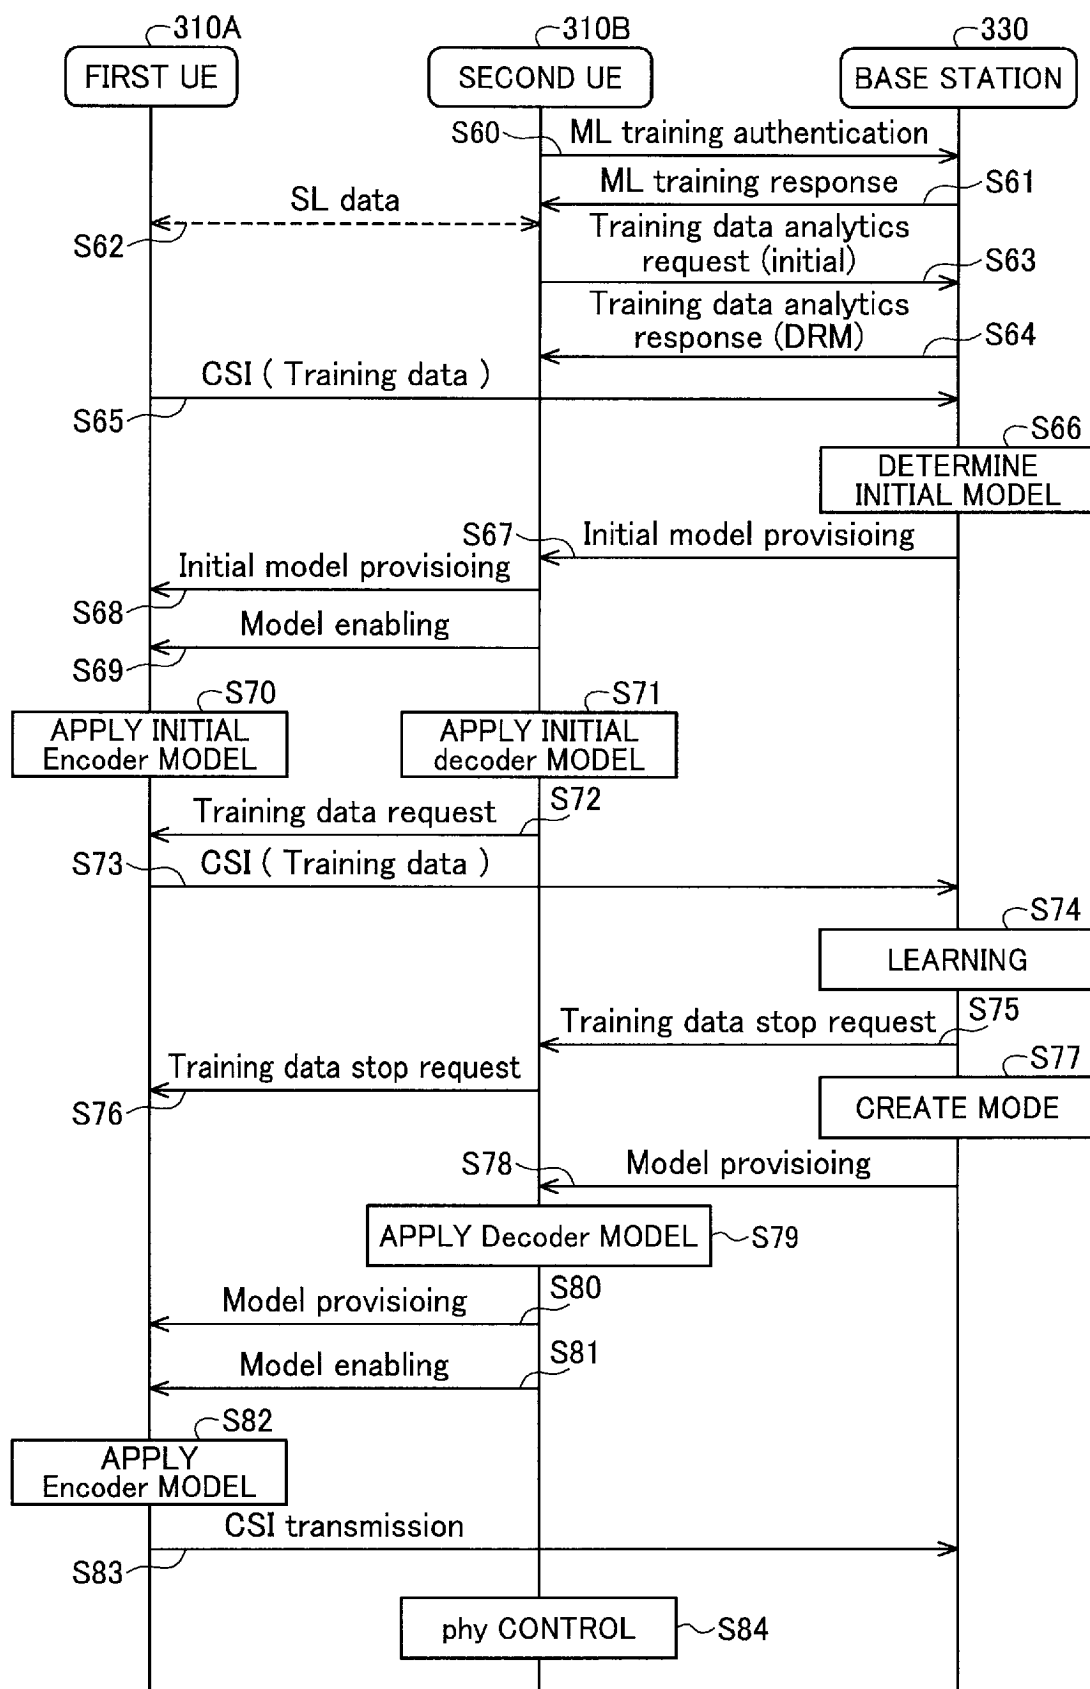 310A
310B
330
FIRST UE
SECOND UE
BASE STATION
S60
ML training authentication
ML training response
S61
SL data
S62
Training data analytics
request (initial)
S63
Training data analytics
response (DRM)
S64
CSI ( Training data )
S65
S66
DETERMINE
INITIAL MODEL
S67
Initial model provisioing
Initial model provisioing
S68
Model enabling
S69
S70
APPLY INITIAL
Encoder MODEL
S71
APPLY INITIAL
decoder MODEL
Training data request
S72
S73
CSI ( Training data )
S74
LEARNING
Training data stop request
S75
Training data stop request
S76
S77
CREATE MODE
S78
Model provisioing
APPLY Decoder MODEL
S79
Model provisioing
S80
Model enabling
S81
S82
APPLY
Encoder MODEL
CSI transmission
S83
phy CONTROL
S84